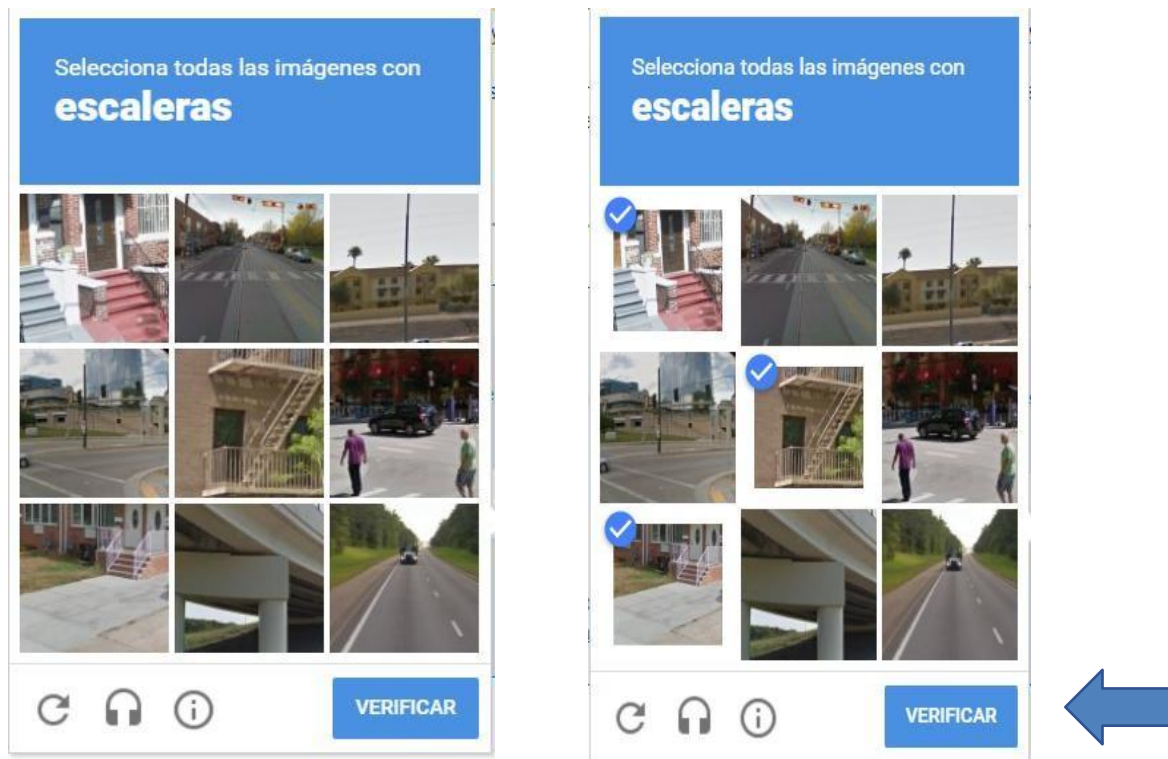 Selecciona todas las imágenes con
escaleras
VERIFICAR
Selecciona todas las imágenes con
escaleras
VERIFICAR